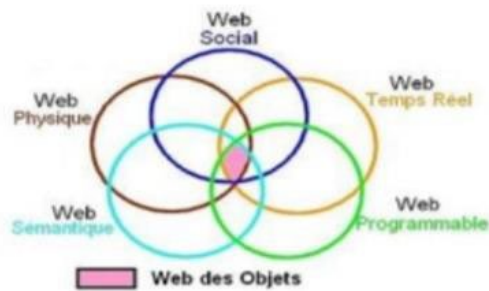 Web
Social
Web
Physique
Web
Temps Réel
Web
Sémantique
Web
Programmable
Web des Objets